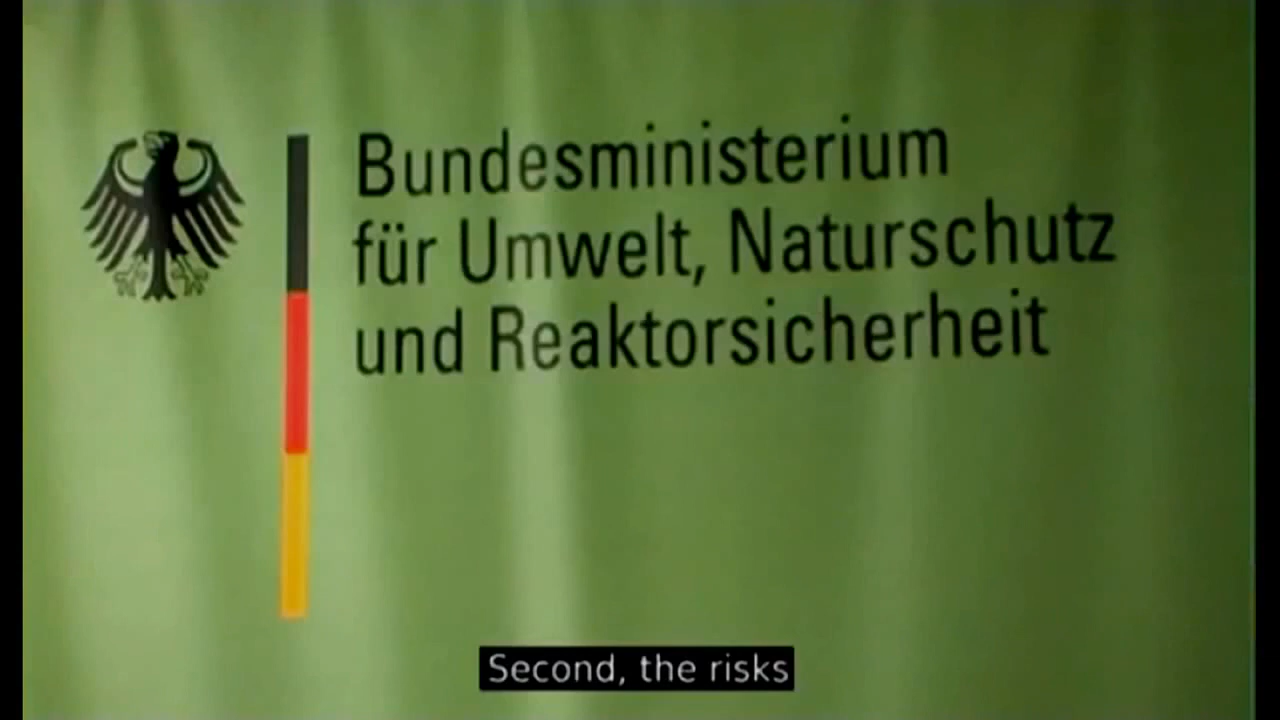 Bundesministerium
für Umwelt, Naturschutz
und Reaktorsicherheit
Second, the risks